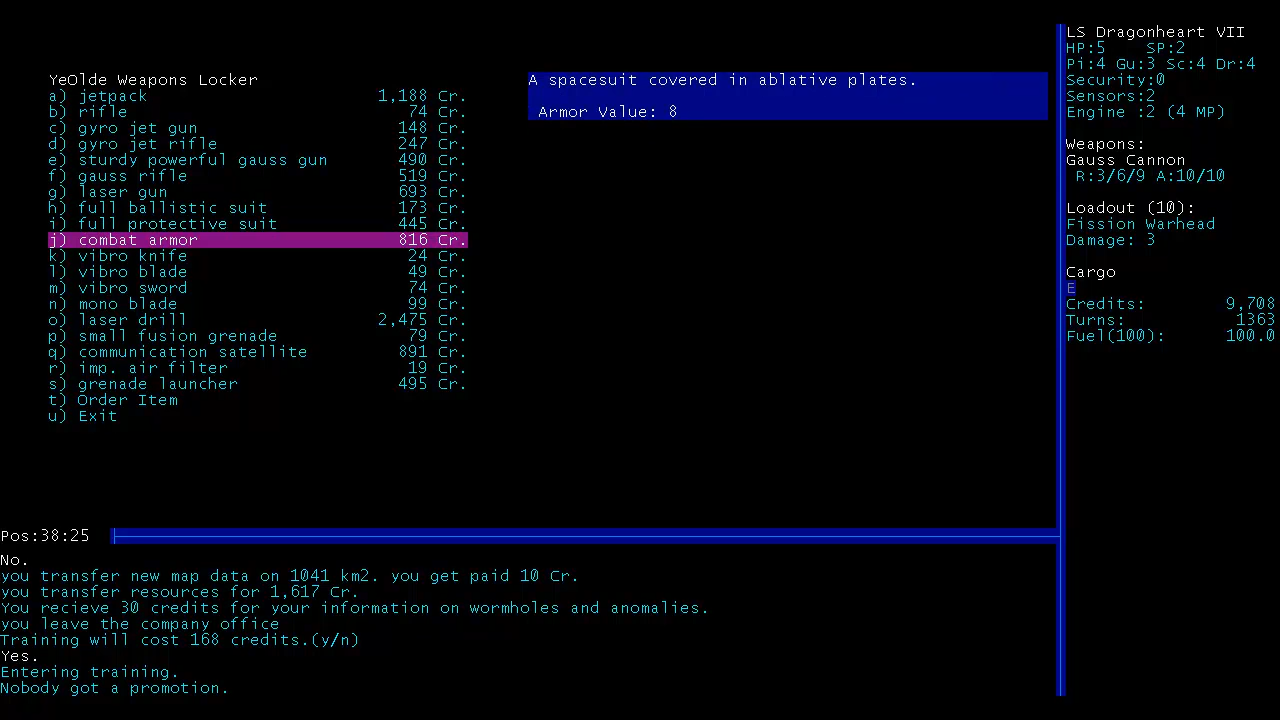 YeOlde Weapons Locker
a) jetpack 1,188 Cr.
b) rifle 74 Cr.
c) gyro jet gun 148 Cr.
d) gyro jet rifle 247 Cr.
e) sturdy powerful gauss gun 490 Cr.
f) gauss rifle 519 Cr.
g) laser gun 693 Cr.
h) full ballistic suit 173 Cr.
i) full protective suit 445 Cr.
j) combat armor 816 Cr.
k) vibro knife 24 Cr.
l) vibro blade 49 Cr.
m) vibro sword 74 Cr.
n) mono blade 99 Cr.
o) laser drill 2,475 Cr.
p) small fusion grenade 79 Cr.
q) communication satellite 891 Cr.
r) imp. air filter 19 Cr.
s) grenade launcher 495 Cr.
t) Order Item
u) Exit
A spacesuit covered in ablative plates.
Armor Value: 8
LS Dragonheart VII
HP:5 SP:2
Pi:4 Gu:3 Sc:4 Dr:4
Security:0
Sensors:2
Engine :2 (4 MP)
Weapons:
Gauss Cannon
R:3/6/9 A:10/10
Loadout (10):
Fission Warhead
Damage: 3
Cargo
E
Credits: 9,708
Turns: 1363
Fuel(100): 100.0
Pos:38:25
No.
you transfer new map data on 1041 km2. you get paid 10 Cr.
you transfer resources for 1,617 Cr.
You recieve 30 credits for your information on wormholes and anomalies.
you leave the company office
Training will cost 168 credits.(y/n)
Yes.
Entering training.
Nobody got a promotion.